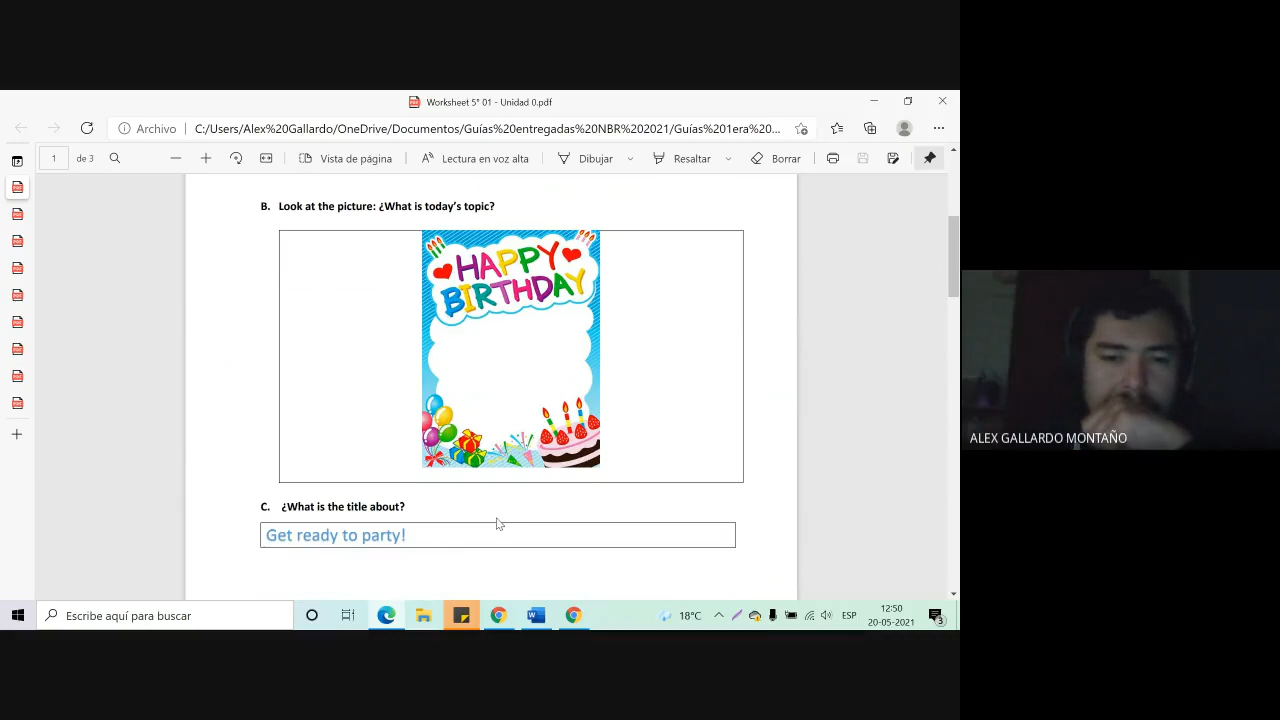 Worksheet 5° 01 - Unidad 0.pdf
Archivo
C:/Users/Alex%20Gallardo/OneDrive/Documentos/Guías%20entregadas%20NBR%202021/Guías%201era%20...
1 de 3
Vista de página
Lectura en voz alta
Dibujar
Resaltar
Borrar
B. Look at the picture: ¿What is today's topic?
HAPPY
BIRTHDAY
C. ¿What is the title about?
Get ready to party!
ALEX GALLARDO MONTAÑO
Escribe aquí para buscar
18°C
ESP
12:50
20-05-2021
3